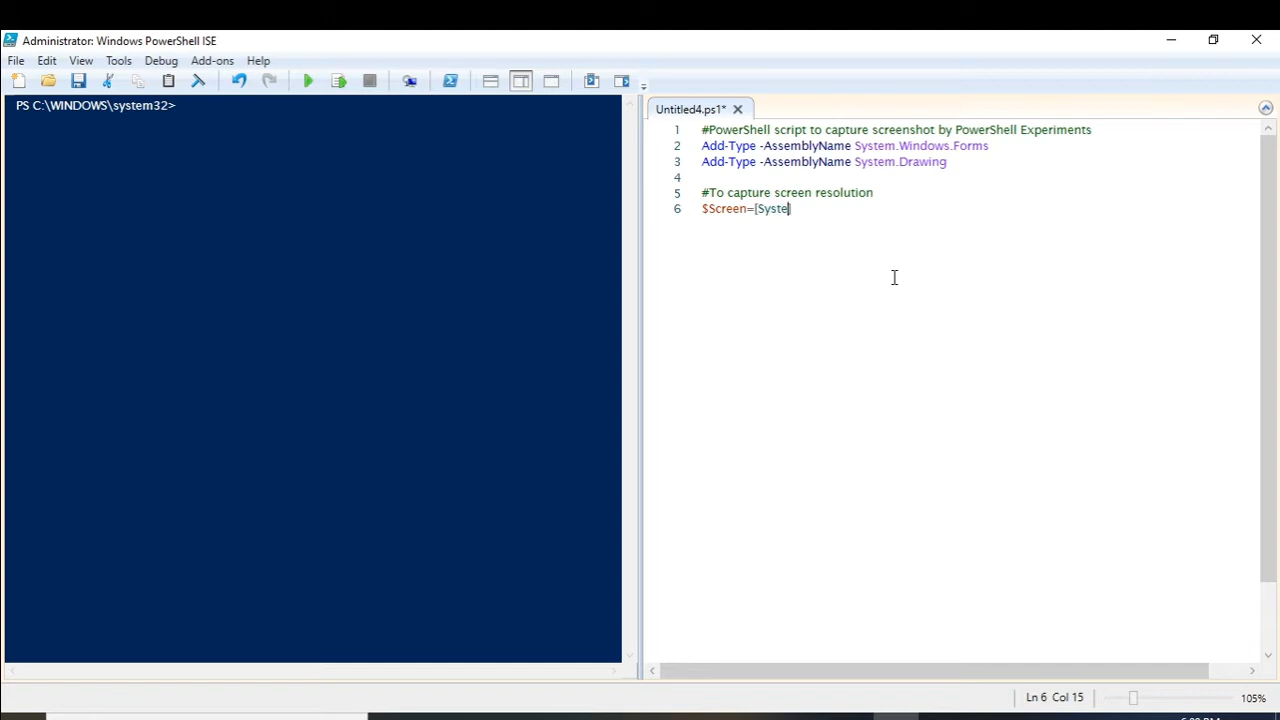 Administrator: Windows PowerShell ISE
File Edit View Tools Debug Add-ons Help
PS C:\WINDOWS\system32>
Untitled4.ps1*
1 #PowerShell script to capture screenshot by PowerShell Experiments
2 Add-Type -AssemblyName System.Windows.Forms
3 Add-Type -AssemblyName System.Drawing
4
5 #To capture screen resolution
6 $Screen=[Syste]
Ln 6 Col 15
105%